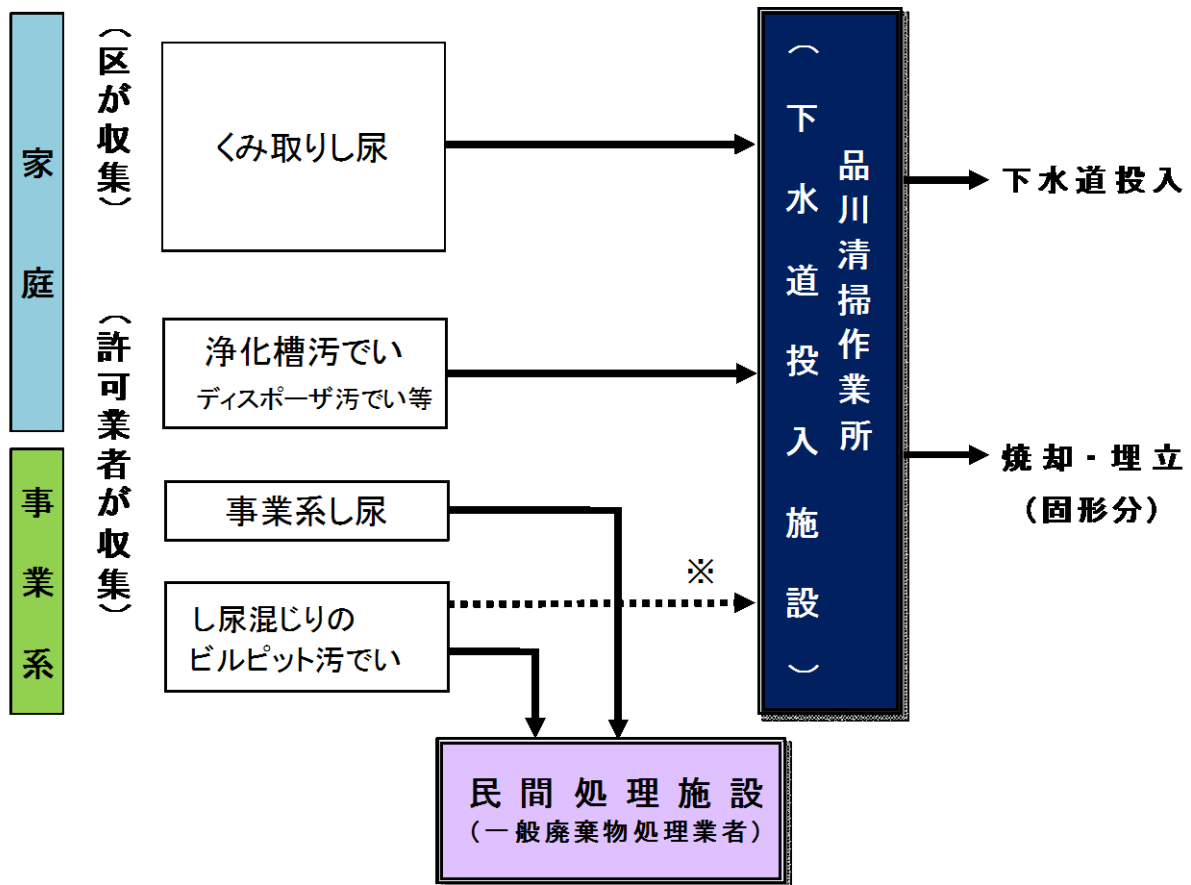 家庭
（区が収集）
くみ取りし尿
（許可業者が収集）
浄化槽汚でい
ディスポーザ汚でい等
事業系
事業系し尿
し尿混じりの
ビルピット汚でい
※
品川清掃作業所
（下水道投入施設）
下水道投入
焼却・埋立
（固形分）
民間処理施設
（一般廃棄物処理業者）